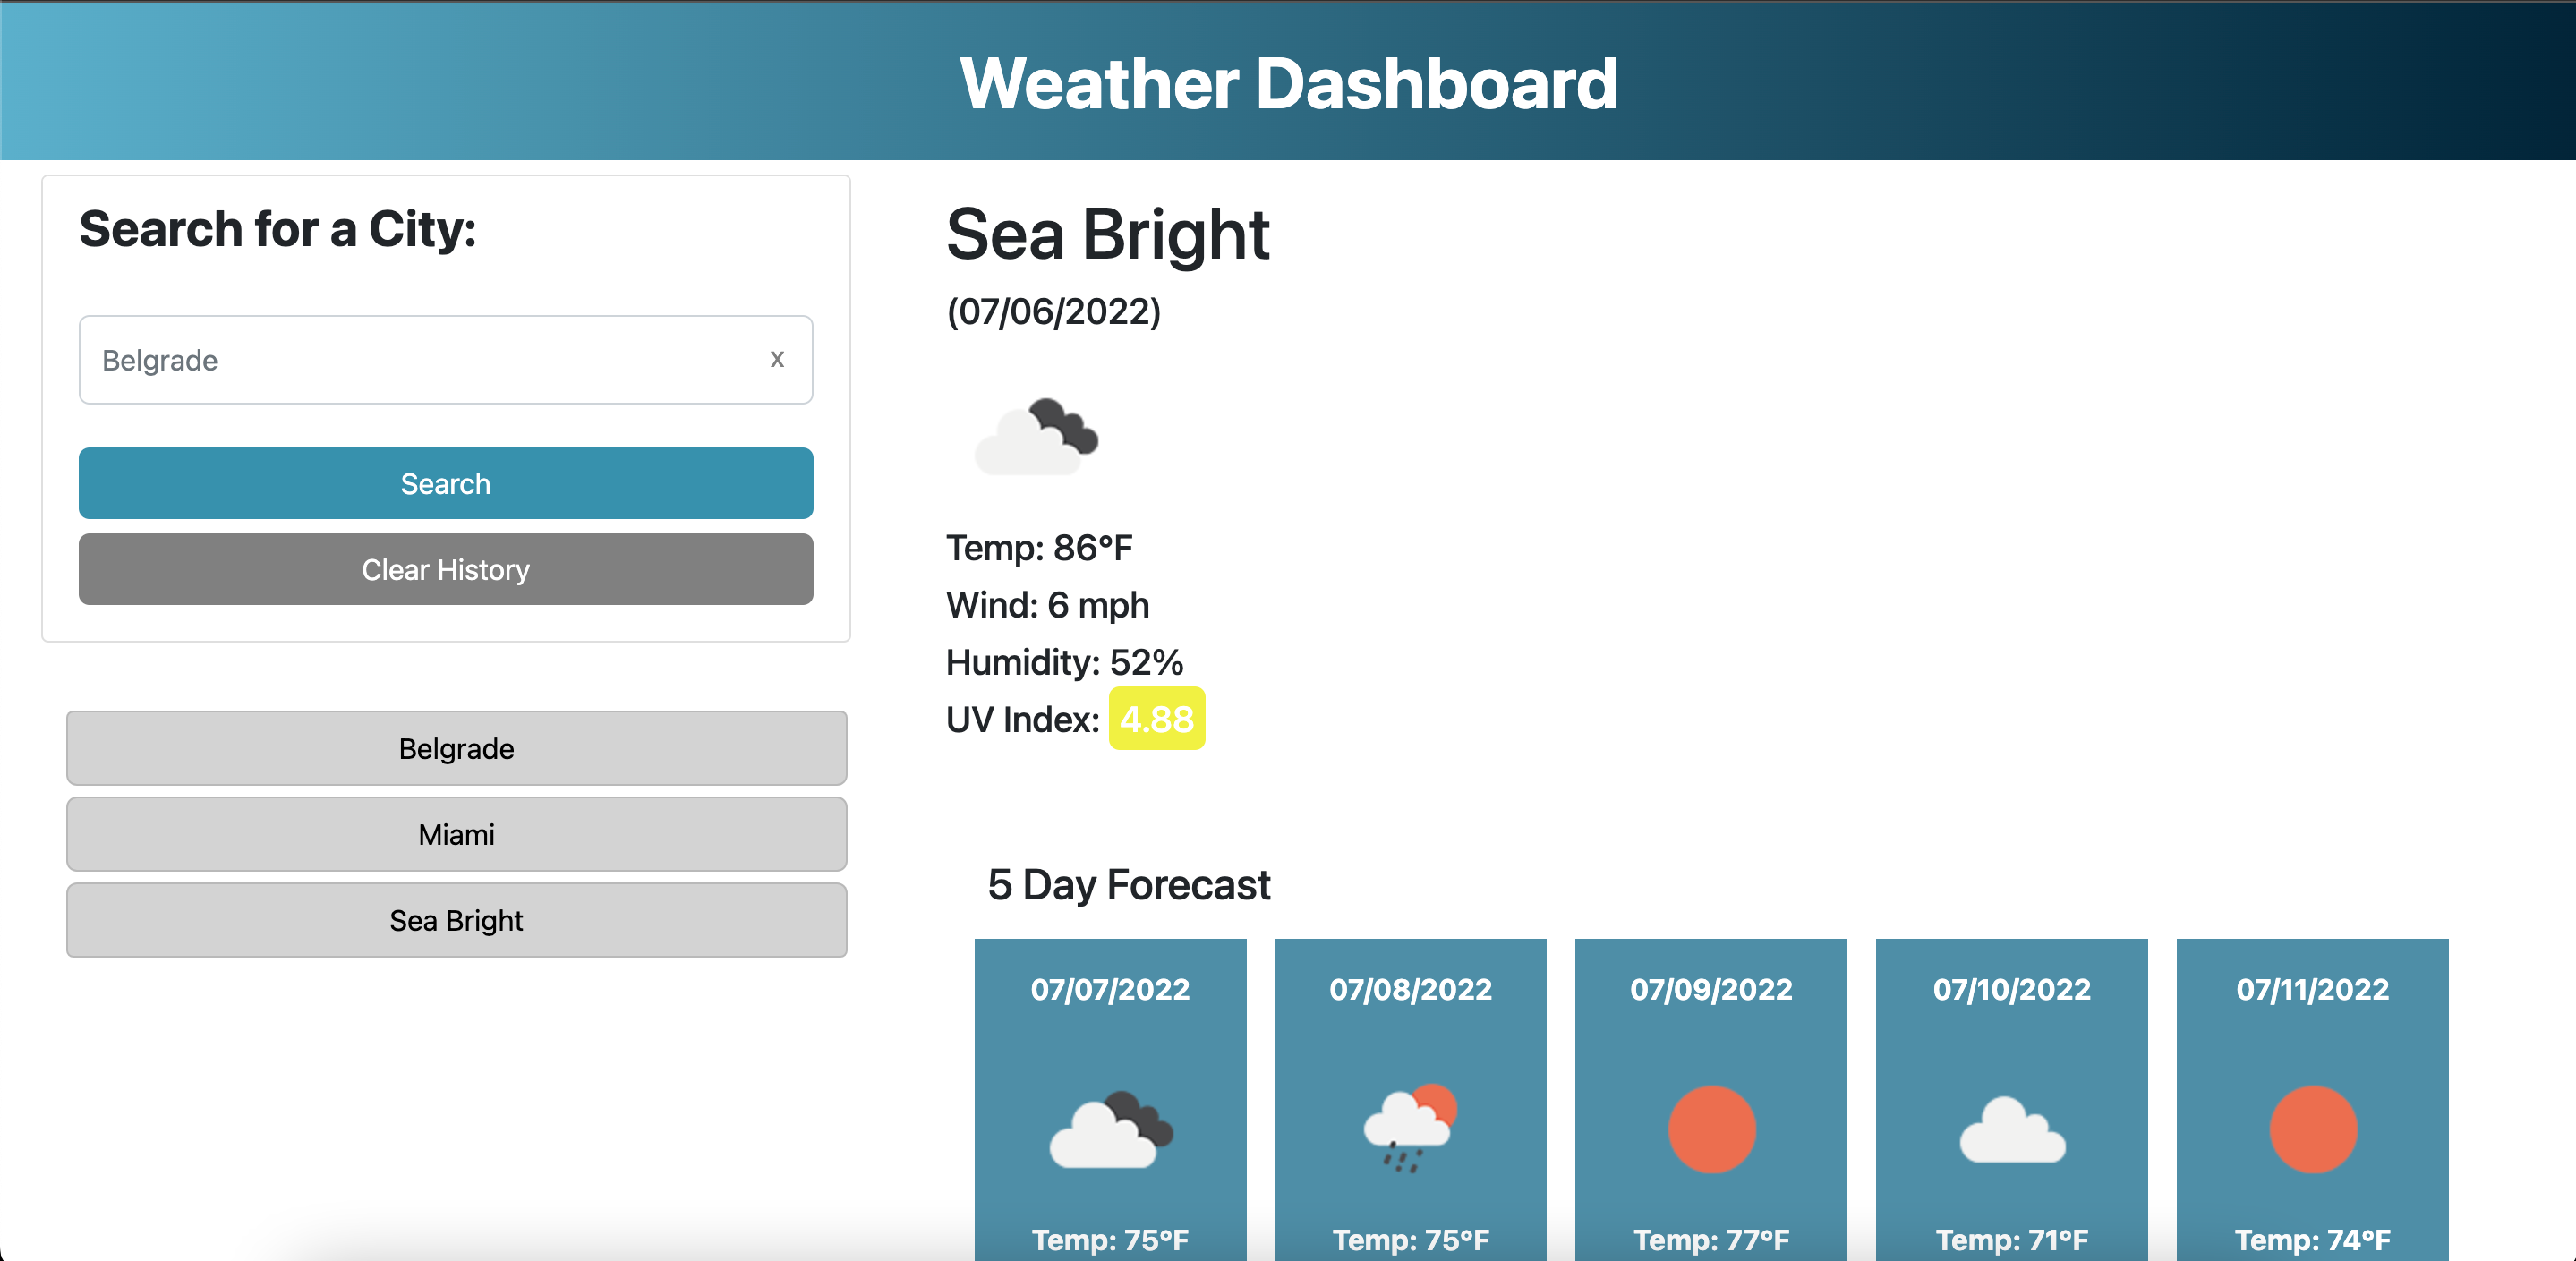 Weather Dashboard
Search for a City:
Belgrade x
Search
Clear History
Belgrade
Miami
Sea Bright
Sea Bright
(07/06/2022)
Temp: 86°F
Wind: 6 mph
Humidity: 52%
UV Index: 4.88
5 Day Forecast
07/07/2022
Temp: 75°F
07/08/2022
Temp: 75°F
07/09/2022
Temp: 77°F
07/10/2022
Temp: 71°F
07/11/2022
Temp: 74°F